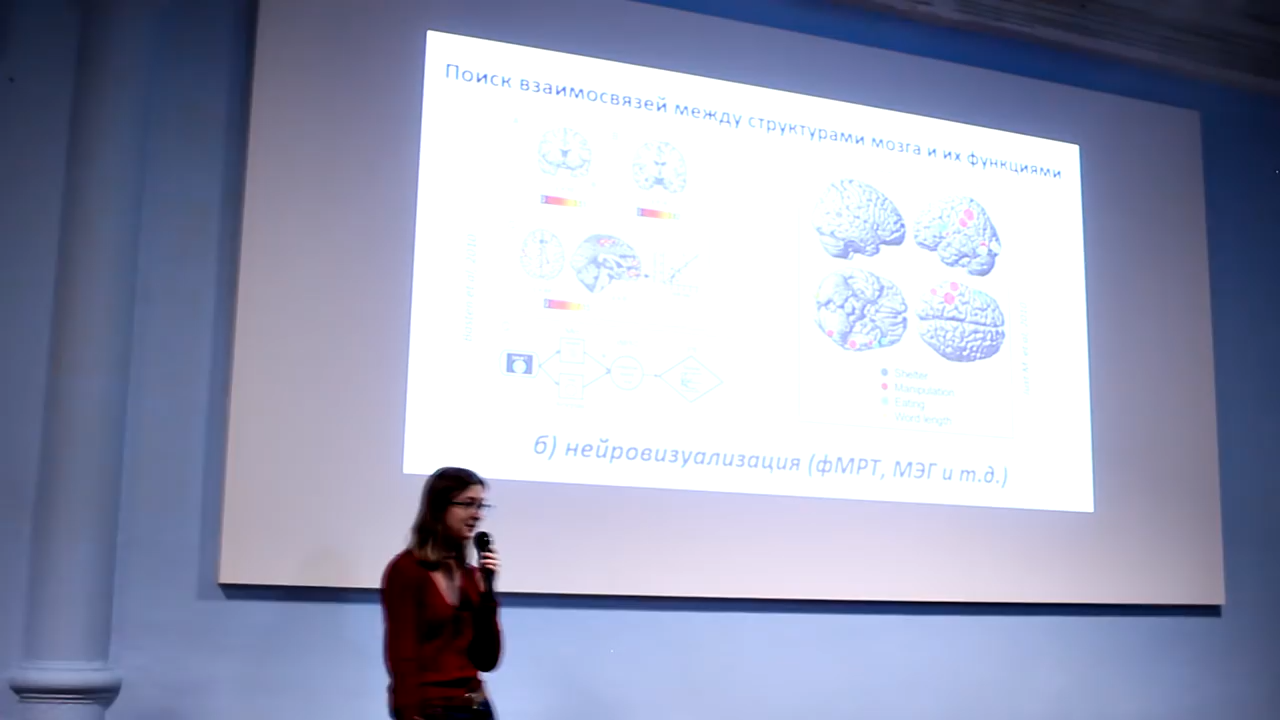 Поиск взаимосвязей между структурами мозга и их функциями
Shelter
Manipulation
Eating
Word length
б) нейровизуализация (фМРТ, МЭГ и т.д.)